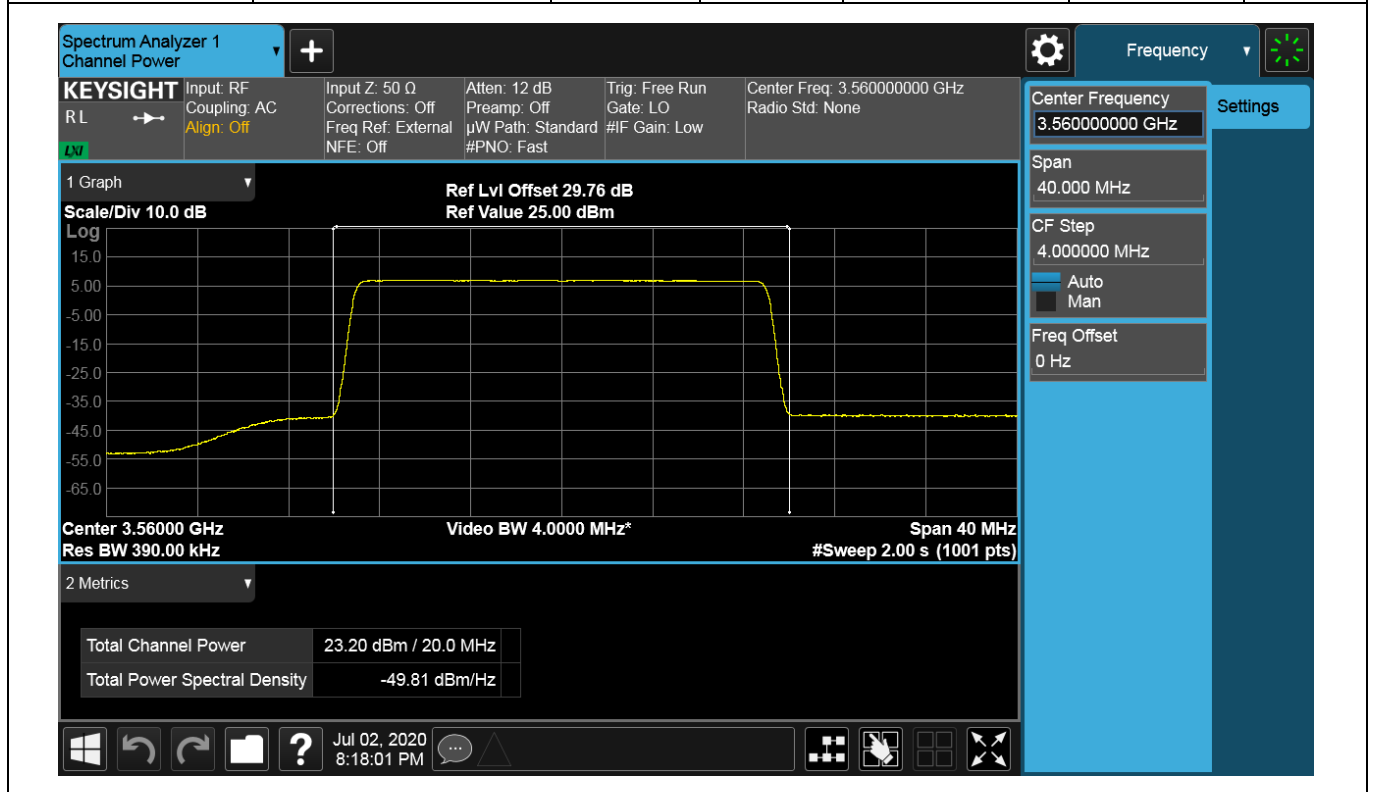 Spectrum Analyzer 1
Channel Power
Frequency
KEYSIGHT
RL
LXI
Input: RF
Coupling: AC
Align: Off
Input Z: 50 Ω
Corrections: Off
Freq Ref: External
NFE: Off
Atten: 12 dB
Preamp: Off
µW Path: Standard
#PNO: Fast
Trig: Free Run
Gate: LO
#IF Gain: Low
Center Freq: 3.560000000 GHz
Radio Std: None
Center Frequency
3.560000000 GHz
Settings
Span
40.000 MHz
CF Step
4.000000 MHz
Auto
Man
Freq Offset
0 Hz
1 Graph
Scale/Div 10.0 dB
Ref Lvl Offset 29.76 dB
Ref Value 25.00 dBm
Log
15.0
5.00
-5.00
-15.0
-25.0
-35.0
-45.0
-55.0
-65.0
Center 3.56000 GHz
Video BW 4.0000 MHz*
Span 40 MHz
Res BW 390.00 kHz
#Sweep 2.00 s (1001 pts)
2 Metrics
Total Channel Power 23.20 dBm / 20.0 MHz
Total Power Spectral Density -49.81 dBm/Hz
?
Jul 02, 2020
8:18:01 PM